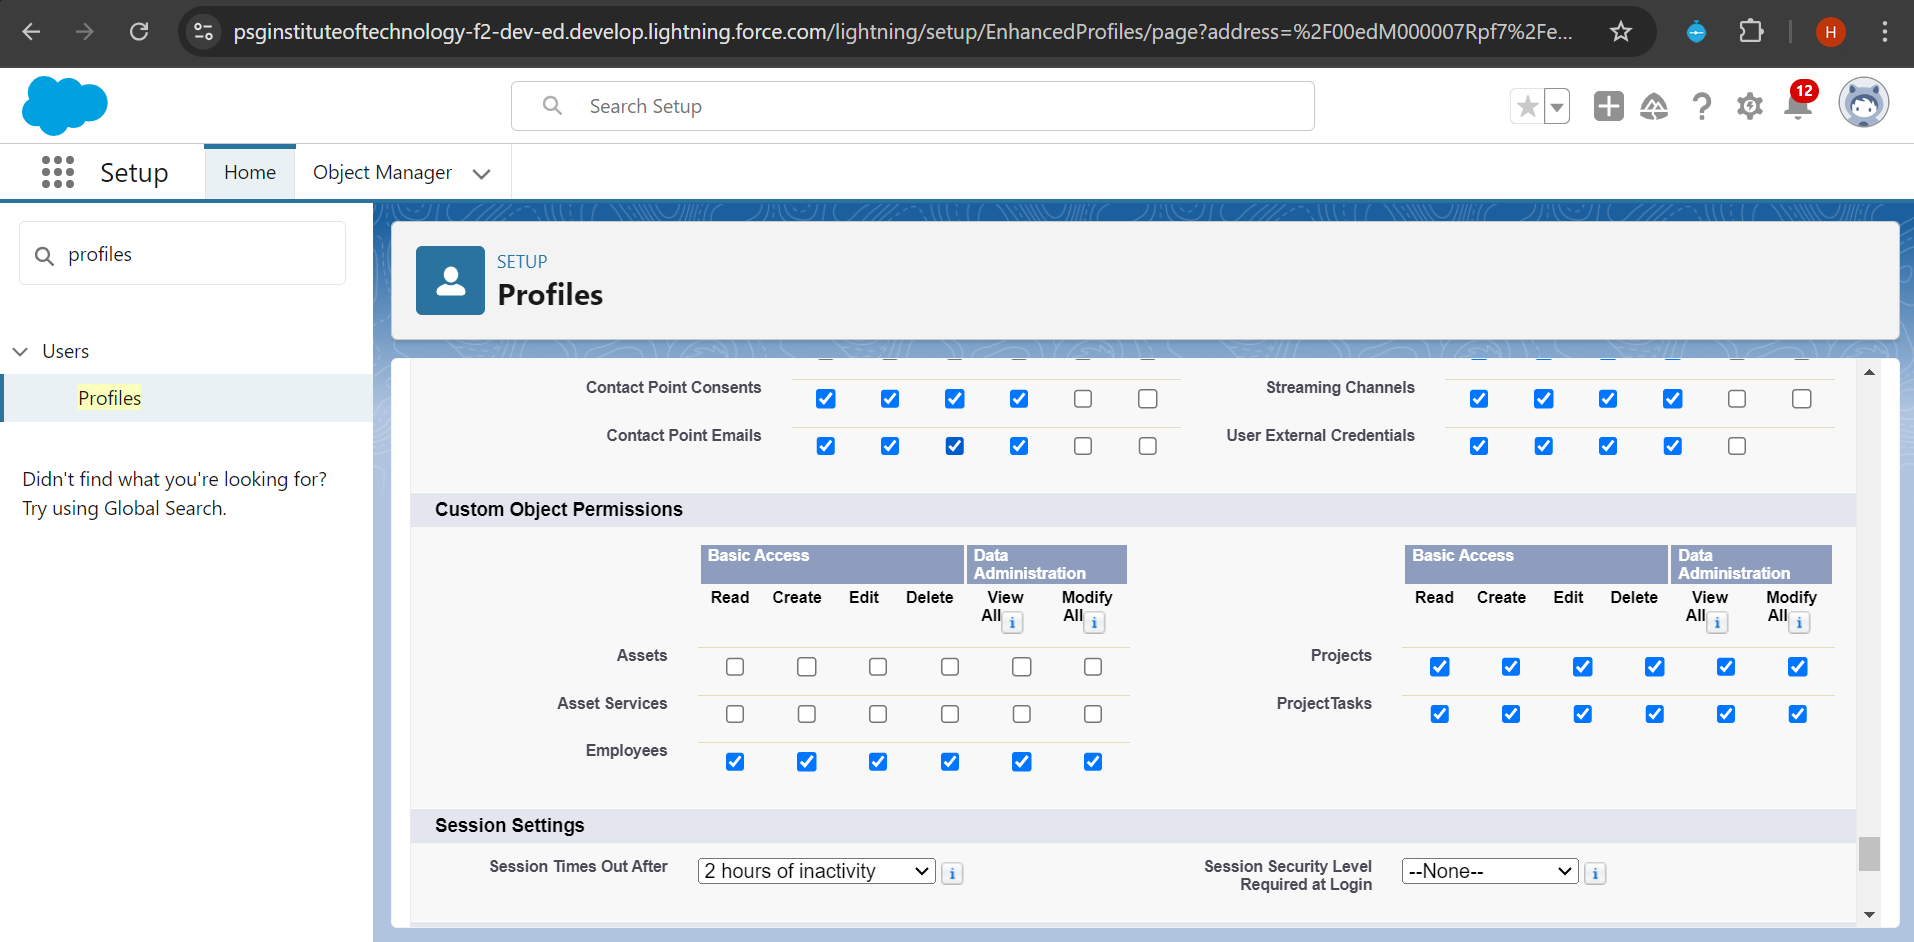 psginstituteoftechnology-f2-dev-ed.develop.lightning.force.com/lightning/setup/EnhancedProfiles/page?address=%2F00edM000007Rpf7%2Fe...
H
Search Setup
12
Setup
Home
Object Manager
profiles
Users
Profiles
Didn't find what you're looking for?
Try using Global Search.
SETUP
Profiles
Contact Point Consents
Streaming Channels
Contact Point Emails
User External Credentials
Custom Object Permissions
Basic Access Data Administration
Read Create Edit Delete View All i Modify All i
Assets
Asset Services
Employees
Basic Access Data Administration
Read Create Edit Delete View All i Modify All i
Projects
ProjectTasks
Session Settings
Session Times Out After 2 hours of inactivity i
Session Security Level Required at Login --None-- i